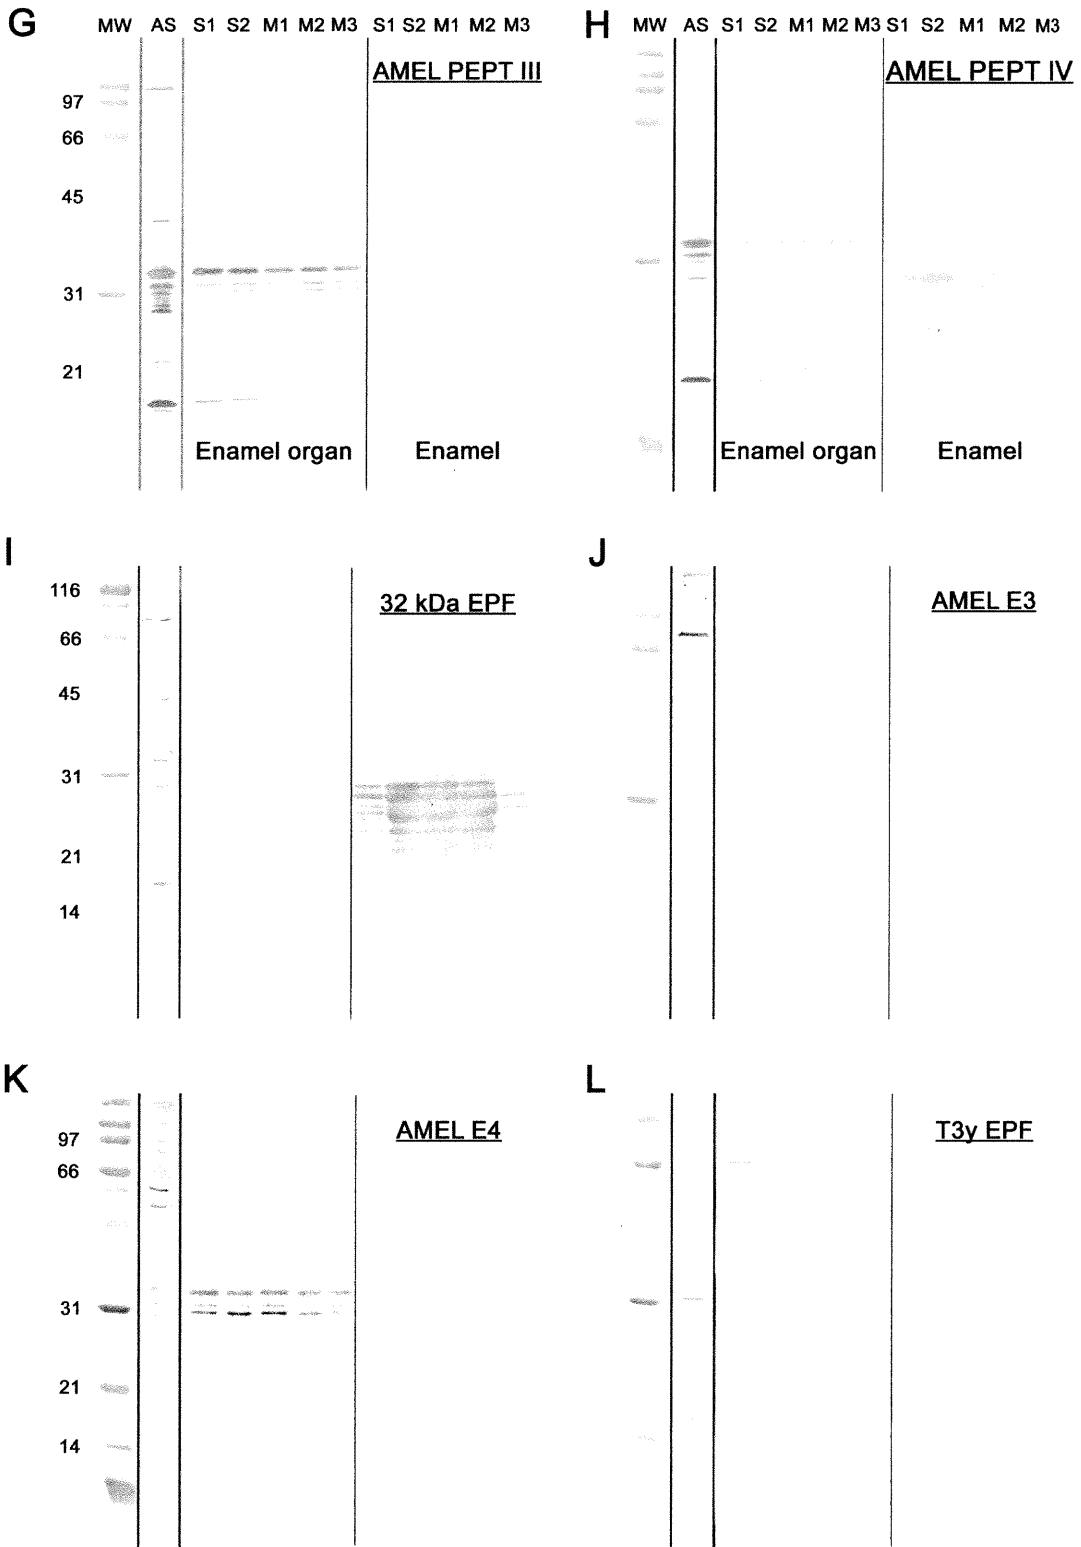 G MW AS S1 S2 M1 M2 M3 S1 S2 M1 M2 M3
AMEL PEPT III
97
66
45
31
21
Enamel organ Enamel
H MW AS S1 S2 M1 M2 M3 S1 S2 M1 M2 M3
AMEL PEPT IV
Enamel organ Enamel
I
32 kDa EPF
116
66
45
31
21
14
J
AMEL E3
K
AMEL E4
97
66
31
21
14
L
T3y EPF